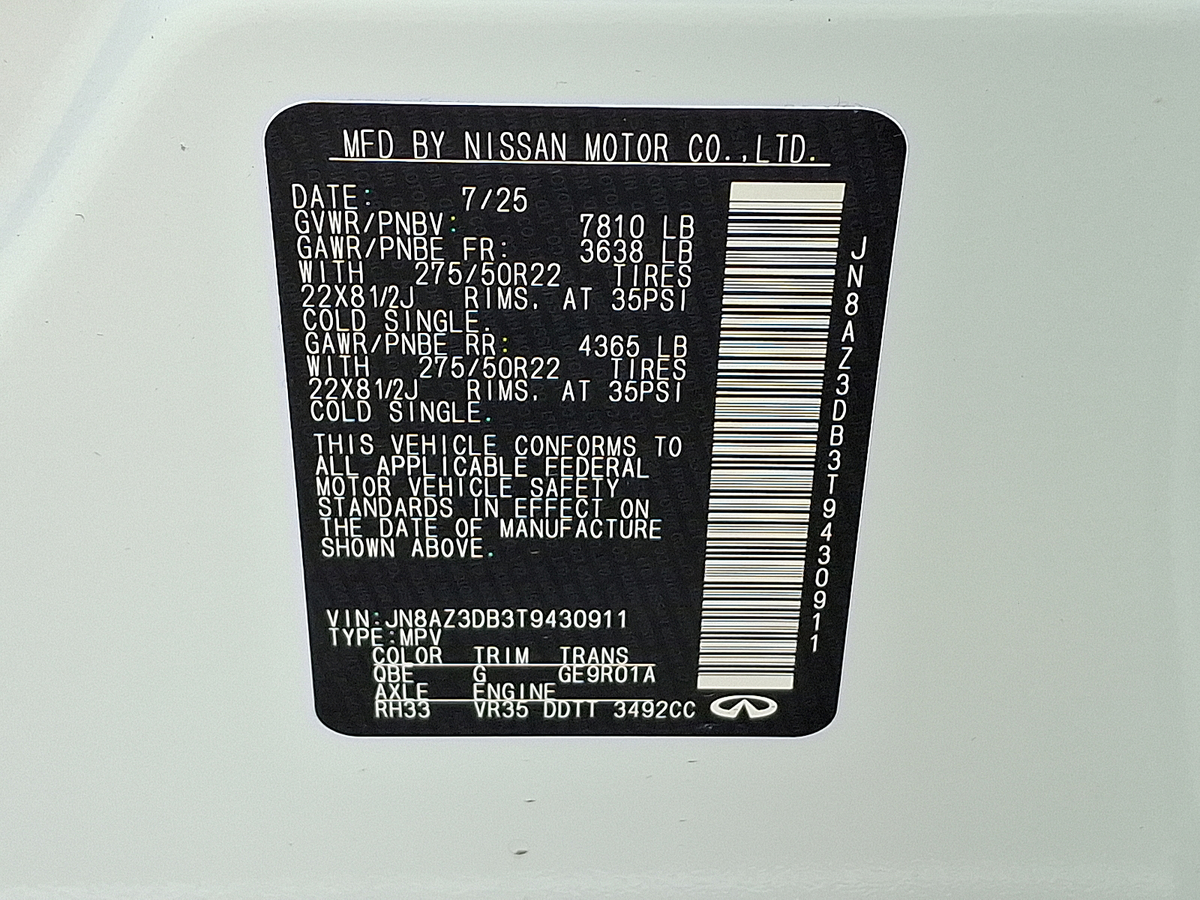 MFD BY NISSAN MOTOR CO.,LTD.
DATE: 7/25
GVWR/PNBV: 7810 LB
GAWR/PNBE FR: 3638 LB
WITH 275/50R22 TIRES
22X8 1/2J RIMS. AT 35PSI
COLD SINGLE.
GAWR/PNBE RR: 4365 LB
WITH 275/50R22 TIRES
22X8 1/2J RIMS. AT 35PSI
COLD SINGLE.
THIS VEHICLE CONFORMS TO
ALL APPLICABLE FEDERAL
MOTOR VEHICLE SAFETY
STANDARDS IN EFFECT ON
THE DATE OF MANUFACTURE
SHOWN ABOVE.
VIN:JN8AZ3DB3T9430911
TYPE:MPV
COLOR TRIM TRANS
QBE G GE9R01A
AXLE ENGINE
RH33 VR35 DDTT 3492CC
JN8AZ3DB3T9430911